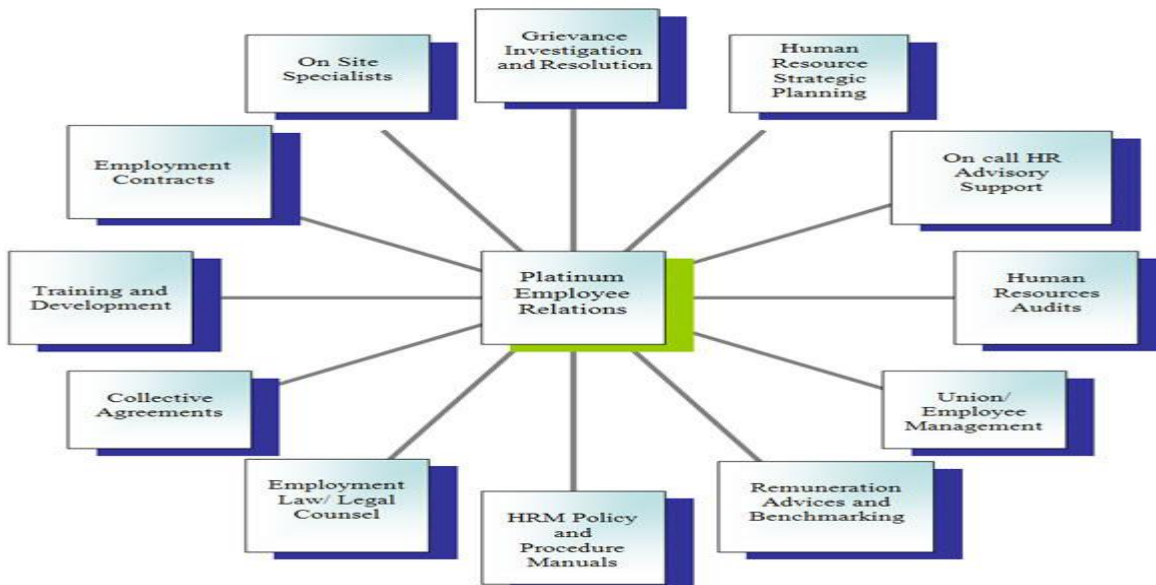 Grievance
Investigation
and Resolution
Human
Resource
Strategic
Planning
On Site
Specialists
On call HR
Advisory
Support
Employment
Contracts
Platinum
Employee
Relations
Training and
Development
Human
Resources
Audits
Collective
Agreements
Union/
Employee
Management
Employment
Law/ Legal
Counsel
HRM Policy
and
Procedure
Manuals
Remuneration
Advices and
Benchmarking